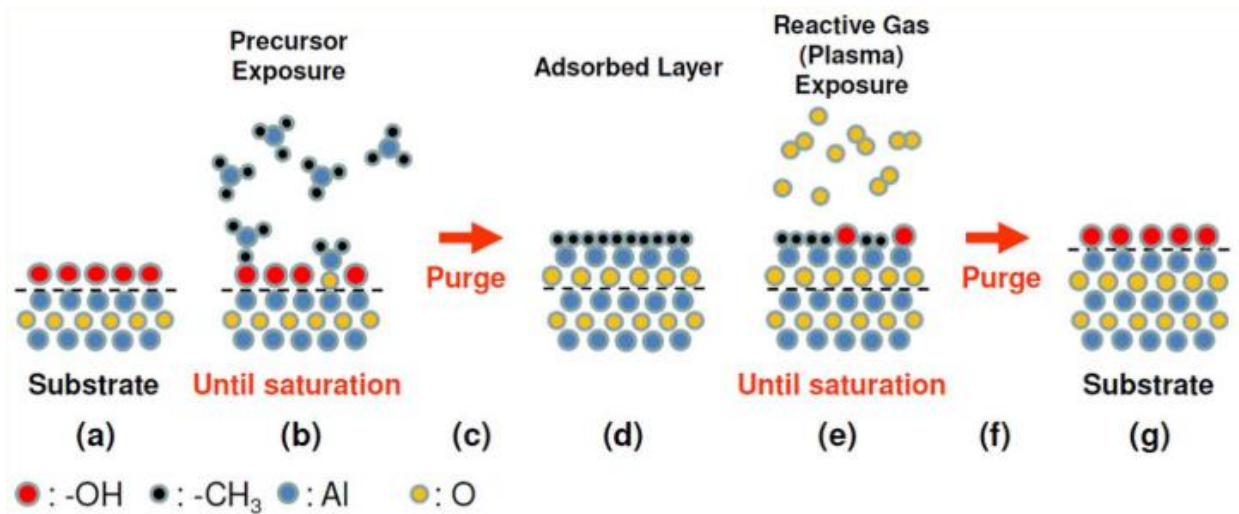 Precursor
Exposure
Adsorbed Layer
Reactive Gas
(Plasma)
Exposure
Purge
Purge
Substrate
Until saturation
Until saturation
Substrate
(a)
(b)
(c)
(d)
(e)
(f)
(g)
: -OH
: -CH₃
: Al
: O